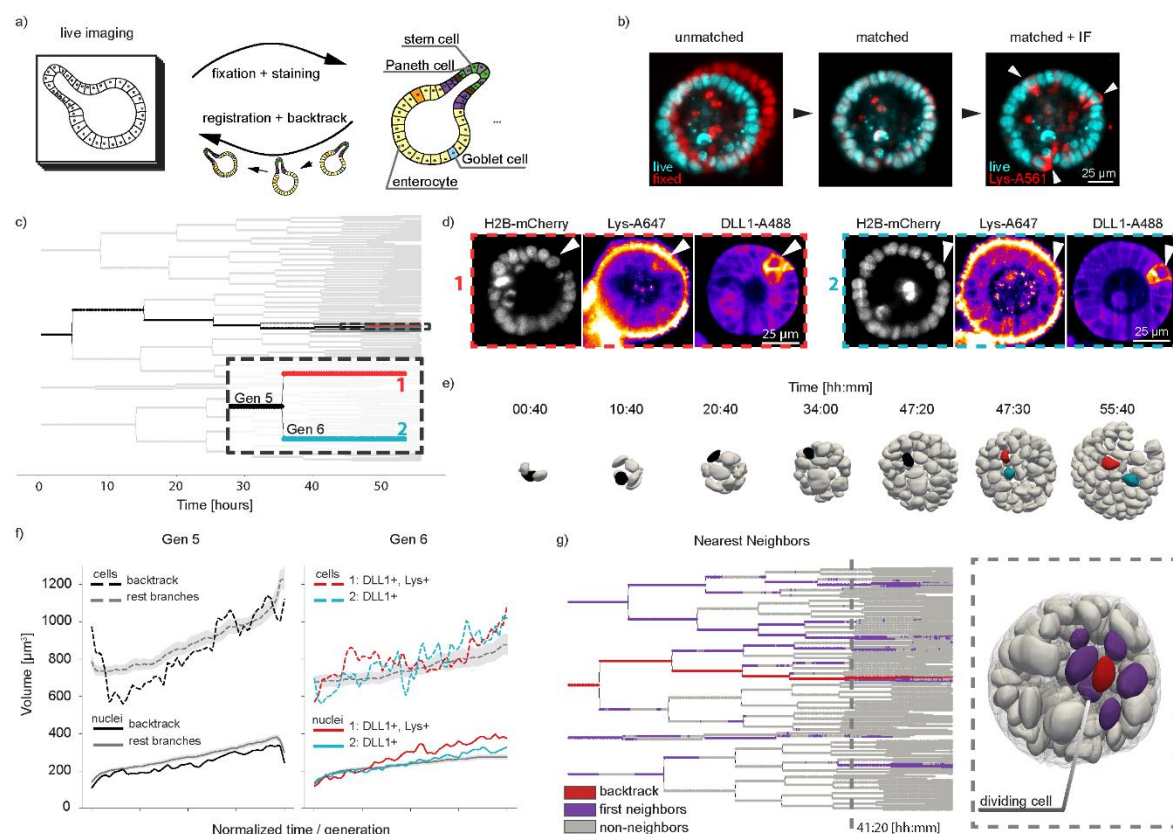 a)
live imaging
fixation + staining
registration + backtrack
stem cell
Paneth cell
...
Goblet cell
enterocyte
b)
unmatched
matched
matched + IF
live
fixed
live
Lys-A561
25 µm
c)
Gen 5
Gen 6
1
2
0
10
20
30
40
50
Time [hours]
d)
H2B-mCherry
Lys-A647
DLL1-A488
1
25 µm
H2B-mCherry
Lys-A647
DLL1-A488
2
25 µm
e)
Time [hh:mm]
00:40
10:40
20:40
34:00
47:20
47:30
55:40
f)
Gen 5
Gen 6
Volume [µm³]
1200
1000
800
600
400
200
0
cells
backtrack
rest branches
nuclei
backtrack
rest branches
cells
1: DLL1+, Lys+
2: DLL1+
nuclei
1: DLL1+, Lys+
2: DLL1+
Normalized time / generation
g)
Nearest Neighbors
backtrack
first neighbors
non-neighbors
41:20 [hh:mm]
dividing cell